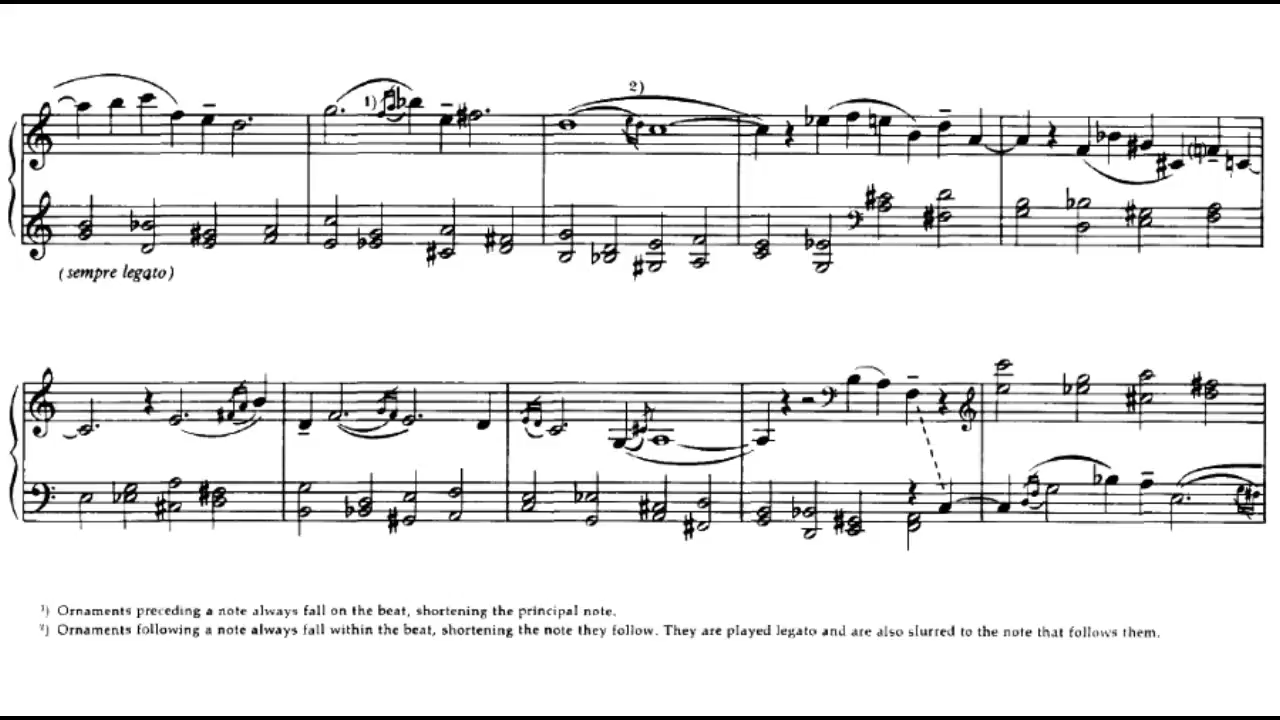 2)
1)
(sempre legato)
1) Ornaments preceding a note always fall on the beat, shortening the principal note.
2) Ornaments following a note always fall within the beat, shortening the note they follow. They are played legato and are also slurred to the note that follows them.